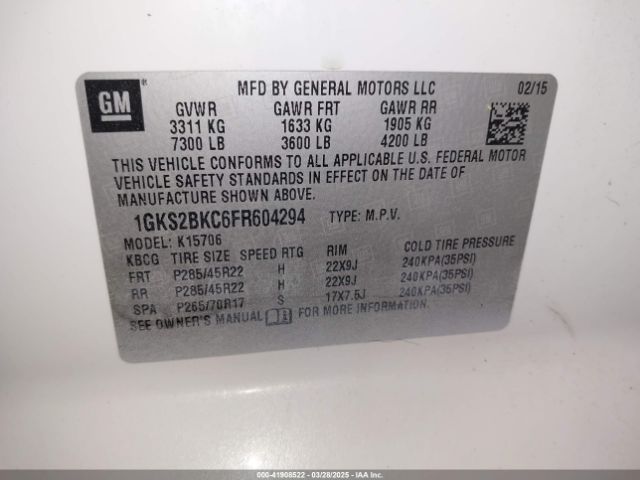 GM
MFD BY GENERAL MOTORS LLC 02/15
GVWR GAWR FRT GAWR RR
3311 KG 1633 KG 1905 KG
7300 LB 3600 LB 4200 LB
THIS VEHICLE CONFORMS TO ALL APPLICABLE U.S. FEDERAL MOTOR
VEHICLE SAFETY STANDARDS IN EFFECT ON THE DATE OF
MANUFACTURE SHOWN ABOVE.
1GKS2BKC6FR604294 TYPE: M.P.V.
MODEL: K15706
KBCG TIRE SIZE SPEED RTG RIM COLD TIRE PRESSURE
FRT P285/45R22 H 22X9J 240KPA(35PSI)
RR P285/45R22 H 22X9J 240KPA(35PSI)
SPA P265/70R17 S 17X7.5J 240KPA(35PSI)
SEE OWNER'S MANUAL FOR MORE INFORMATION.
000-41908522 | 03/28/2025 | IAA, Inc.